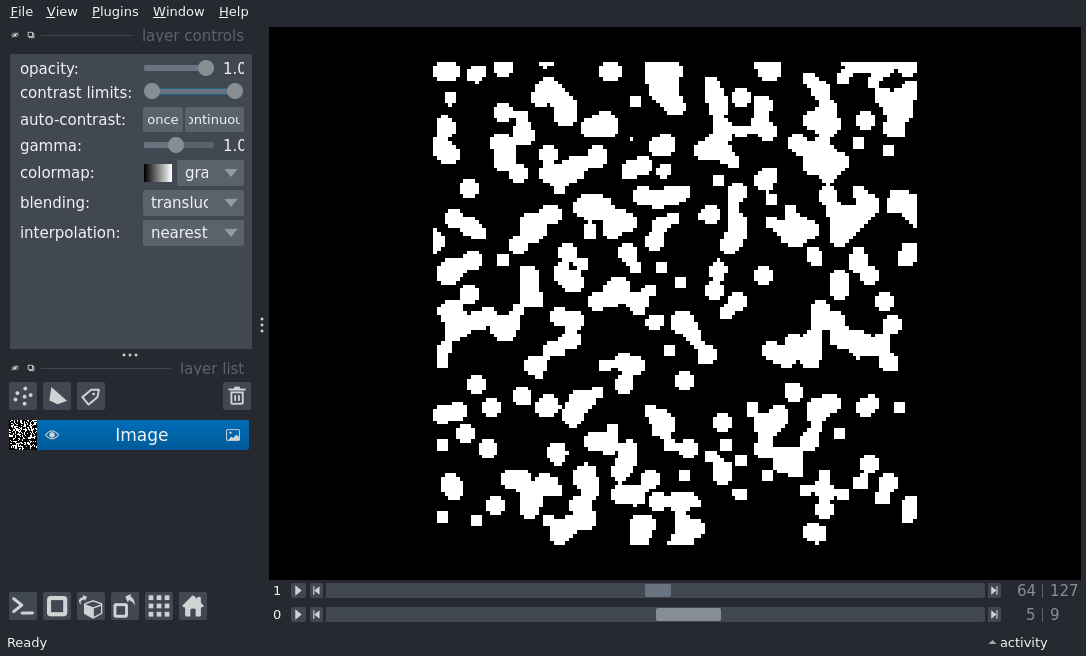 File View Plugins Window Help
layer controls
opacity: 1.0
contrast limits:
auto-contrast: once ontinuou
gamma: 1.0
colormap: gra
blending: transluc
interpolation: nearest
layer list
Image
1 64 127
0 5 9
Ready activity